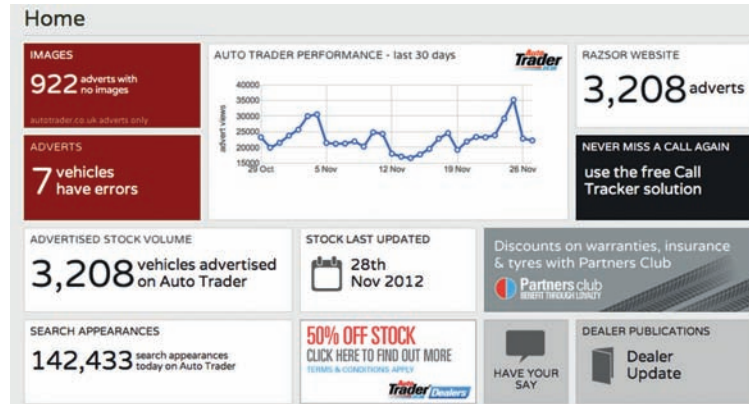 Home
IMAGES
922 adverts with
no images
autotrader.co.uk adverts only
ADVERTS
7 vehicles
have errors
AUTO TRADER PERFORMANCE - last 30 days
Auto
Trader
advert views
40000
35000
30000
25000
20000
15000
29 Oct
5 Nov
12 Nov
19 Nov
26 Nov
RAZSOR WEBSITE
3,208 adverts
NEVER MISS A CALL AGAIN
use the free Call
Tracker solution
ADVERTISED STOCK VOLUME
3,208 vehicles advertised
on Auto Trader
STOCK LAST UPDATED
28th
Nov 2012
Discounts on warranties, insurance
& tyres with Partners Club
Partners club
BENEFIT THROUGH LOYALTY
SEARCH APPEARANCES
142,433 search appearances
today on Auto Trader
50% OFF STOCK
CLICK HERE TO FIND OUT MORE
TERMS & CONDITIONS APPLY
Auto
Trader Dealers
HAVE YOUR
SAY
DEALER PUBLICATIONS
Dealer
Update